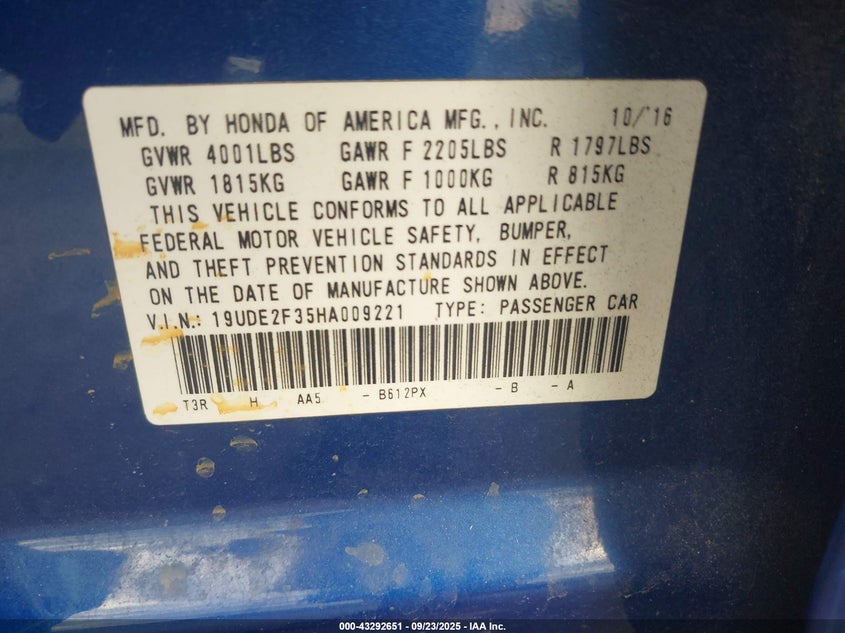 MFD. BY HONDA OF AMERICA MFG., INC. 10/'16
GVWR 4001LBS GAWR F 2205LBS R 1797LBS
GVWR 1815KG GAWR F 1000KG R 815KG
THIS VEHICLE CONFORMS TO ALL APPLICABLE
FEDERAL MOTOR VEHICLE SAFETY, BUMPER,
AND THEFT PREVENTION STANDARDS IN EFFECT
ON THE DATE OF MANUFACTURE SHOWN ABOVE.
V.I.N.: 19UDE2F35HA009221 TYPE: PASSENGER CAR
T3R H AA5 - B612PX - B - A
000-43292651 | 09/23/2025 | IAA Inc.